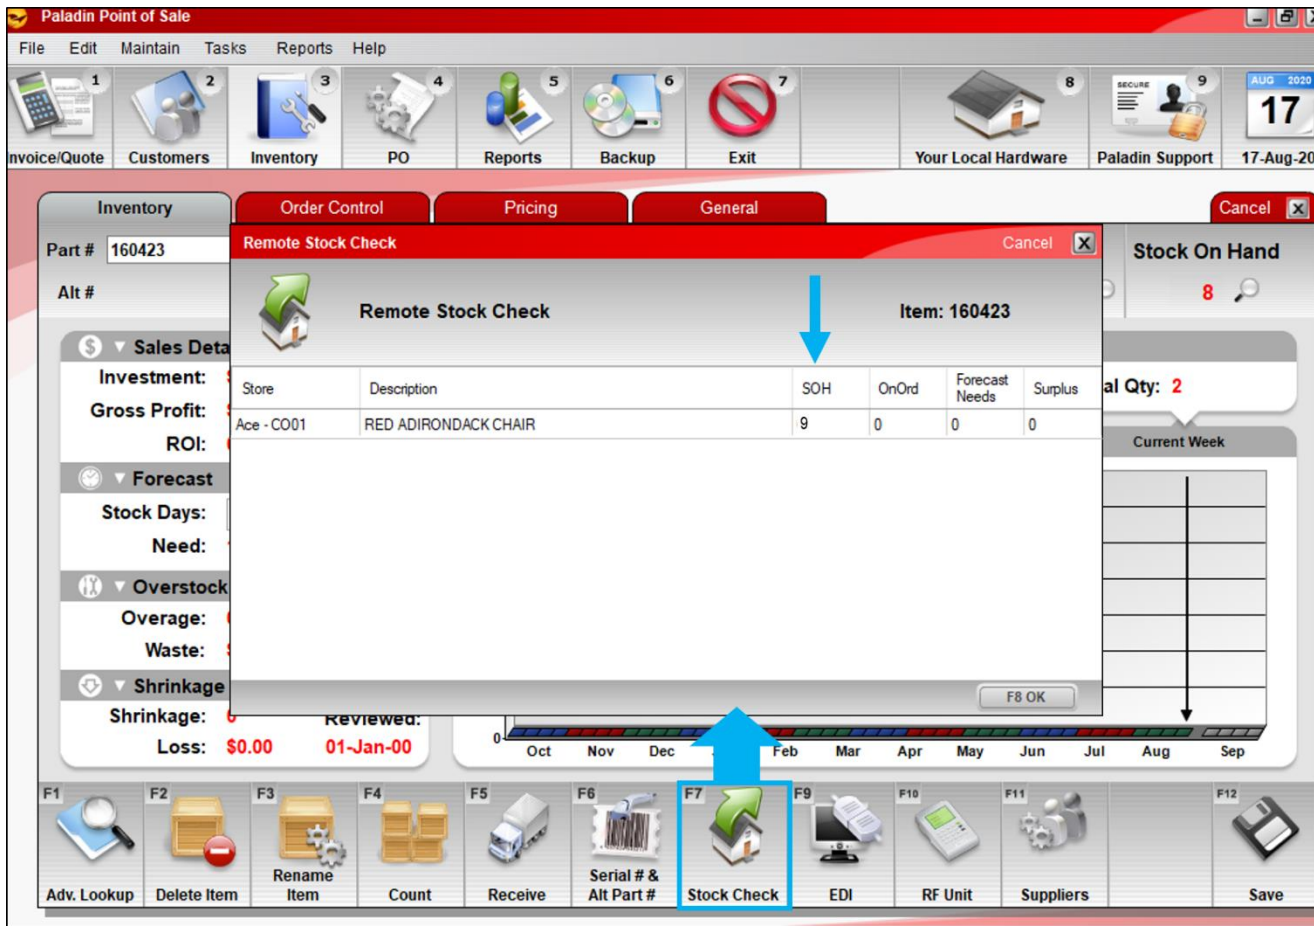 Paladin Point of Sale
File Edit Maintain Tasks Reports Help
1 2 3 4 5 6 7 8 9 AUG 2020
SECURE
17
nvoice/Quote Customers Inventory PO Reports Backup Exit Your Local Hardware Paladin Support 17-Aug-20
Inventory Order Control Pricing General Cancel
Part # 160423
Remote Stock Check Cancel
Stock On Hand
Alt #
8
Remote Stock Check Item: 160423
Sales Deta
Investment:
Store Description SOH OnOrd Forecast Needs Surplus
al Qty: 2
Gross Profit:
Ace - CO01 RED ADIRONDACK CHAIR 9 0 0 0
ROI:
Current Week
Forecast
Stock Days:
Need:
Overstock
Overage:
Waste:
Shrinkage
F8 OK
Shrinkage: 0 Reviewed:
Loss: $0.00 01-Jan-00
0
Oct Nov Dec Feb Mar Apr May Jun Jul Aug Sep
F1 F2 F3 F4 F5 F6 F7 F9 F10 F11 F12
Adv. Lookup Delete Item Rename Item Count Receive Serial # & Alt Part # Stock Check EDI RF Unit Suppliers Save